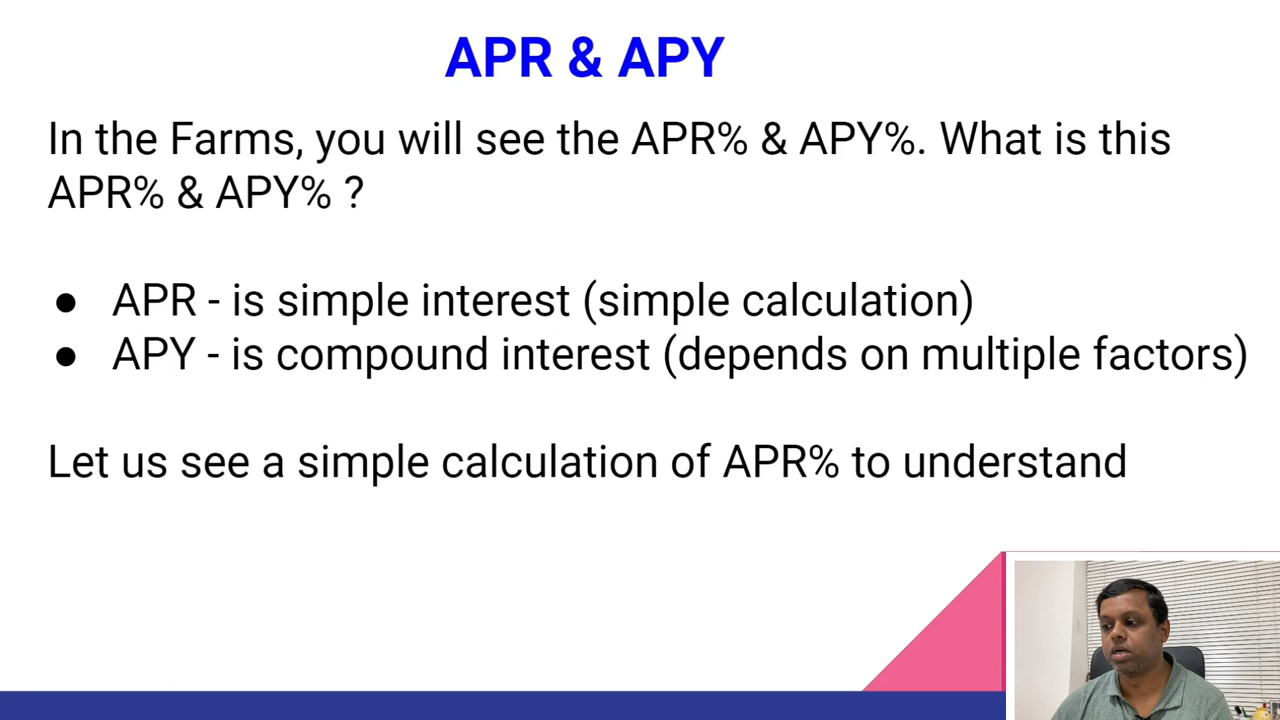 APR & APY
In the Farms, you will see the APR% & APY%. What is this
APR% & APY% ?
● APR - is simple interest (simple calculation)
● APY - is compound interest (depends on multiple factors)
Let us see a simple calculation of APR% to understand